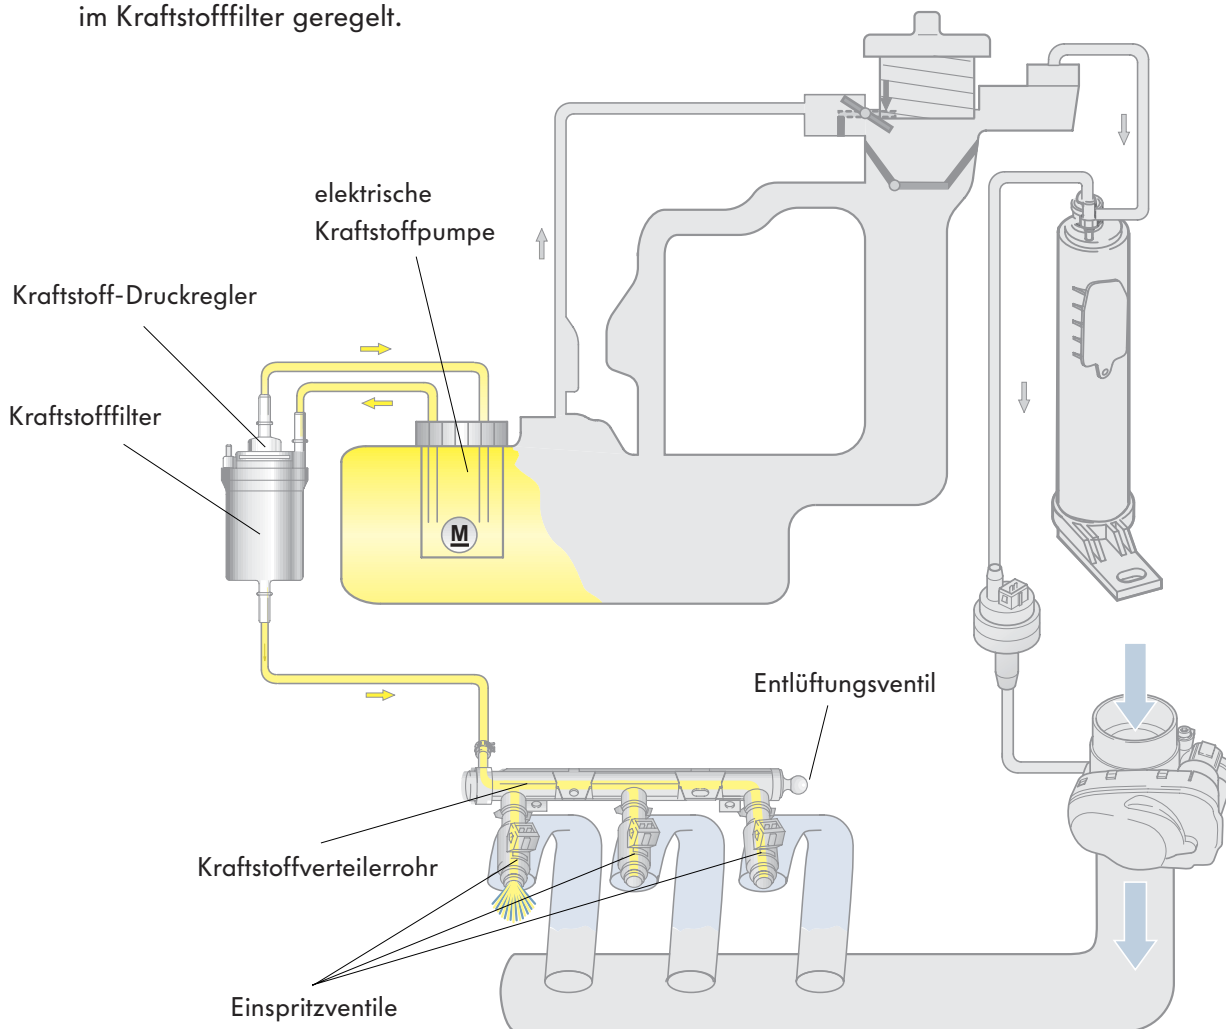 im Kraftstofffilter geregelt.
elektrische
Kraftstoffpumpe
Kraftstoff-Druckregler
Kraftstofffilter
M
Entlüftungsventil
Kraftstoffverteilerrohr
Einspritzventile